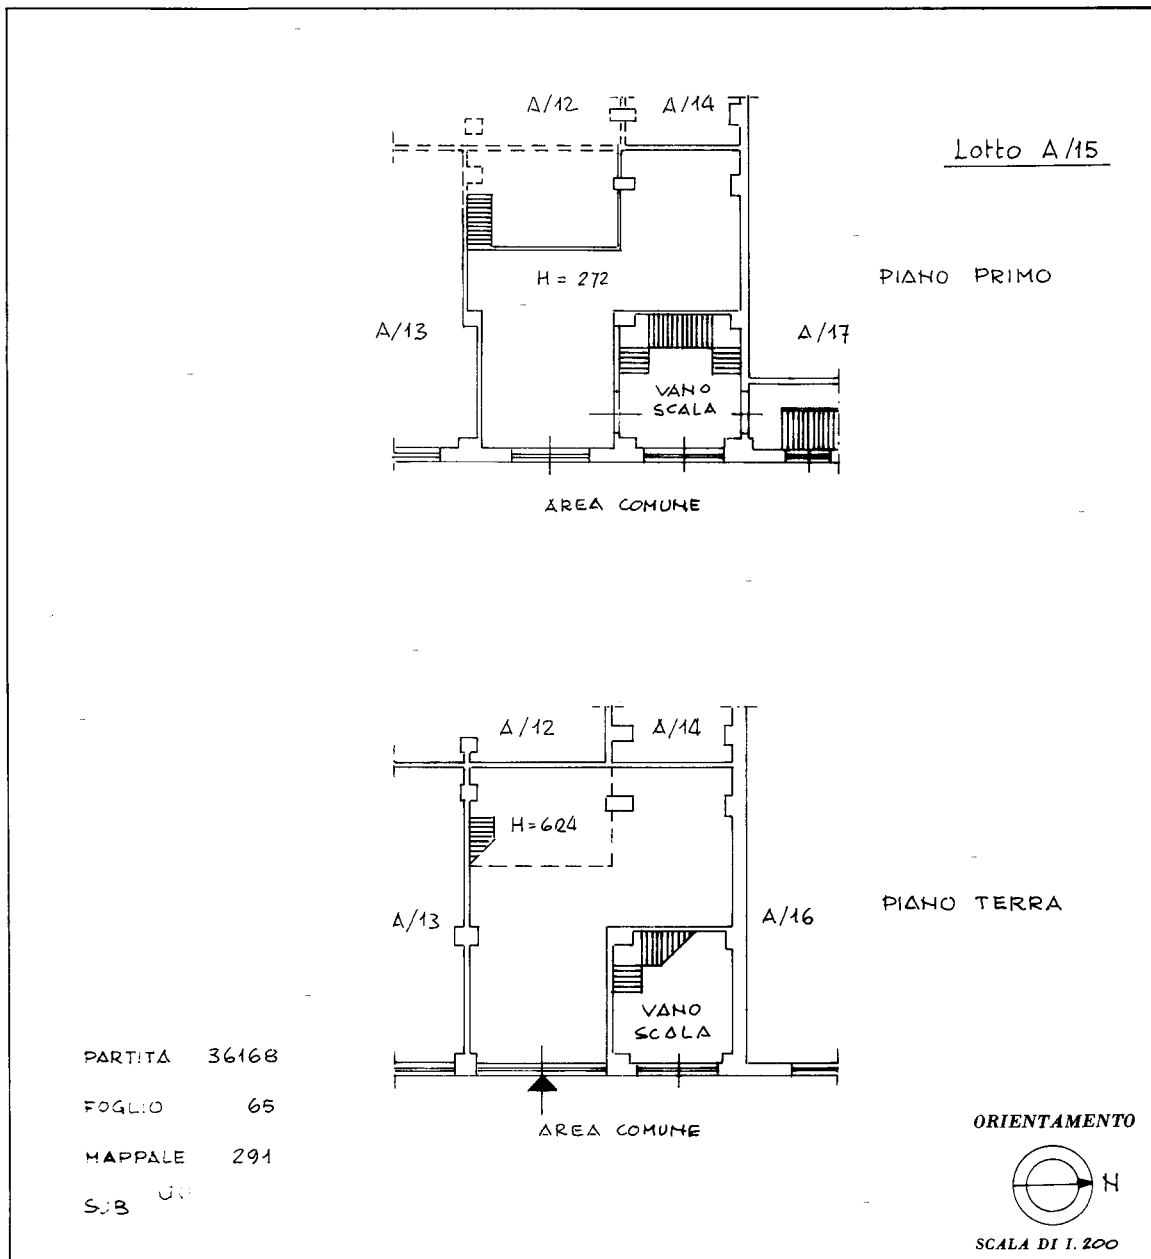 A/12
A/14
Lotto A/15
H = 272
PIANO PRIMO
A/13
A/17
VANO
SCALA
AREA COMUNE
A/12
A/14
H=624
A/13
A/16
PIANO TERRA
VANO
SCALA
PARTITA 36168
FOGLIO 65
MAPPALE 291
SUB
AREA COMUNE
ORIENTAMENTO
N
SCALA DI 1. 200